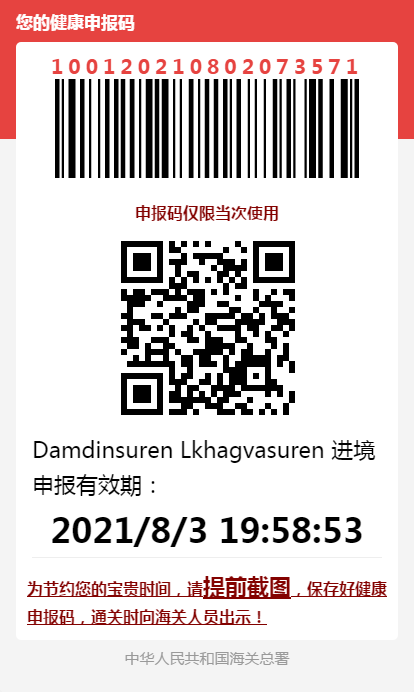 您的健康申报码
100120210802073571
申报码仅限当次使用
Damdinsuren Lkhagvasuren 进境
申报有效期：
2021/8/3 19:58:53
为节约您的宝贵时间，请提前截图，保存好健康
申报码，通关时向海关人员出示！
中华人民共和国海关总署